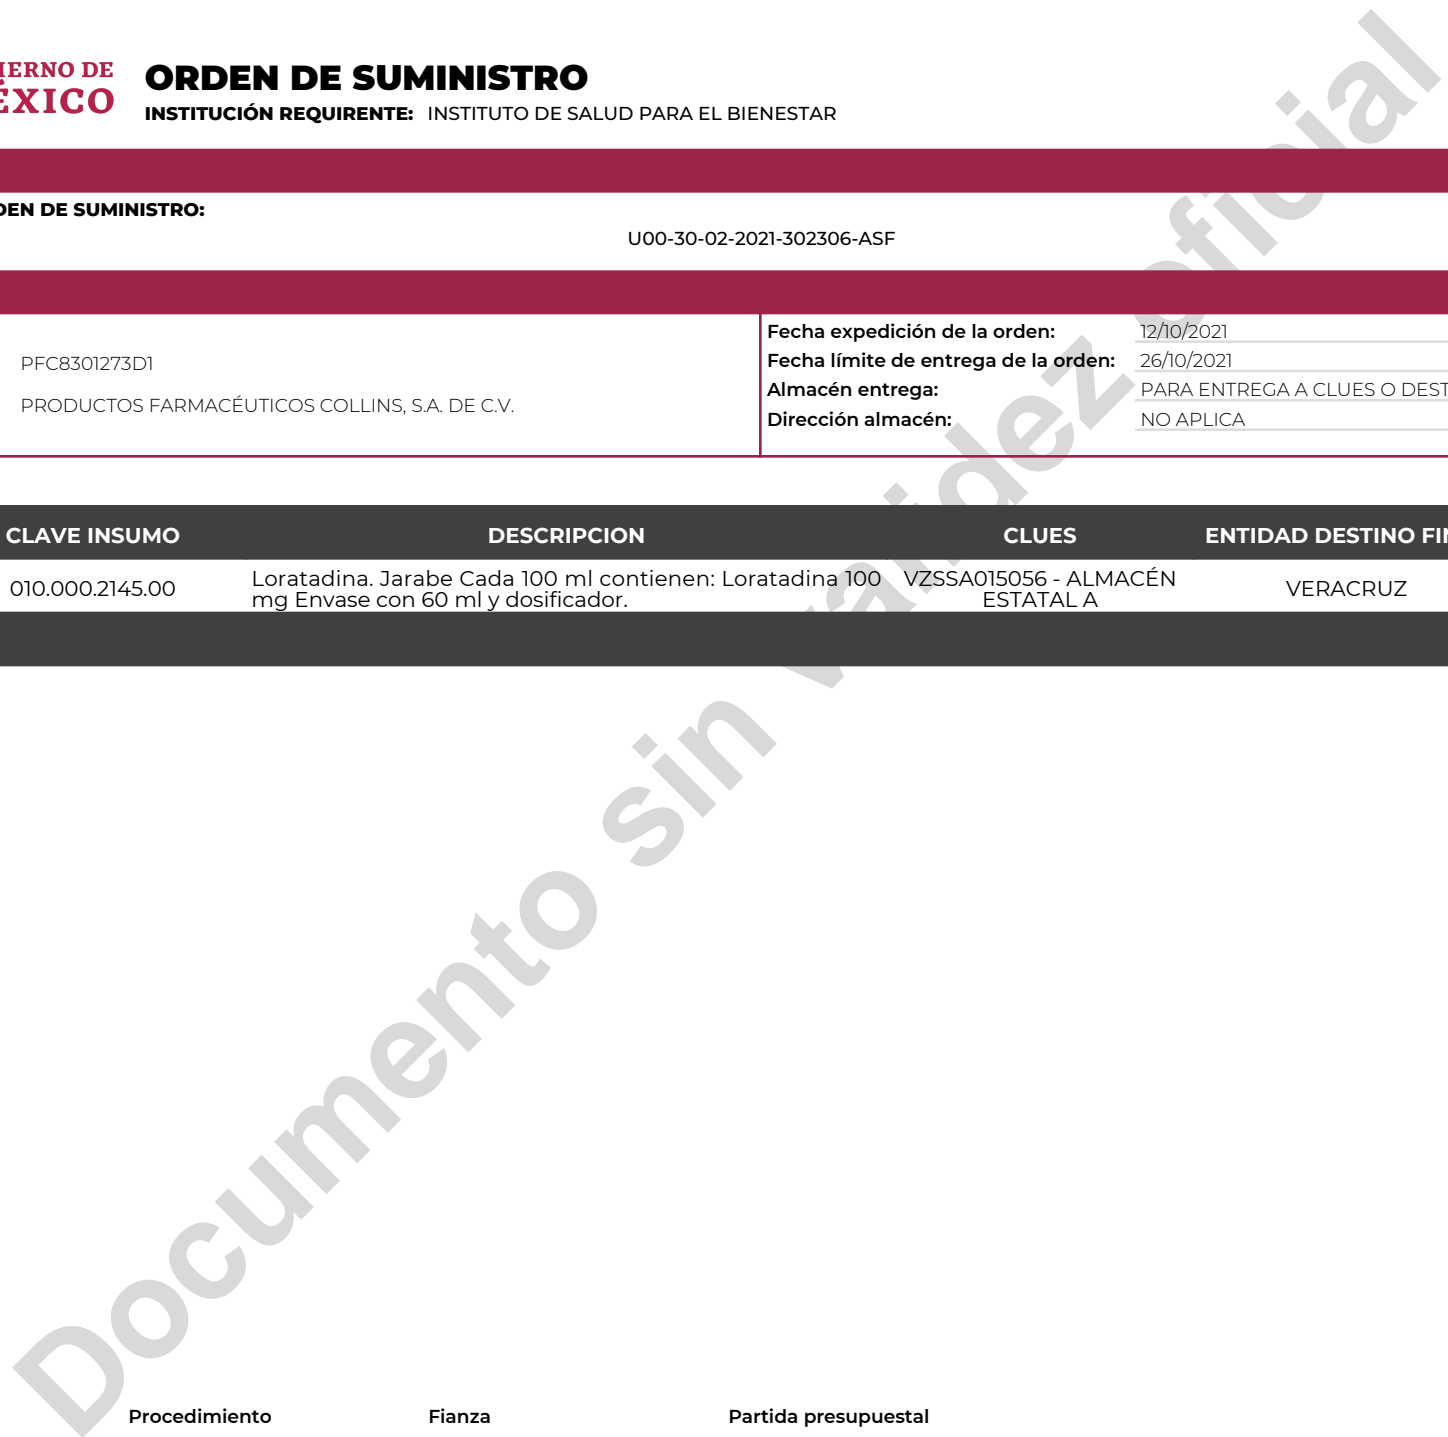 IERNO DE
ÉXICO
ORDEN DE SUMINISTRO
INSTITUCIÓN REQUIRENTE: INSTITUTO DE SALUD PARA EL BIENESTAR
DEN DE SUMINISTRO:
U00-30-02-2021-302306-ASF
PFC8301273D1
PRODUCTOS FARMACÉUTICOS COLLINS, S.A. DE C.V.
Fecha expedición de la orden: 12/10/2021
Fecha límite de entrega de la orden: 26/10/2021
Almacén entrega: PARA ENTREGA A CLUES O DEST
Dirección almacén: NO APLICA
CLAVE INSUMO DESCRIPCION CLUES ENTIDAD DESTINO FIN
010.000.2145.00 Loratadina. Jarabe Cada 100 ml contienen: Loratadina 100 VZSSA015056 - ALMACÉN VERACRUZ
mg Envase con 60 ml y dosificador. ESTATAL A
Documento sin validez oficial
Procedimiento Fianza Partida presupuestal